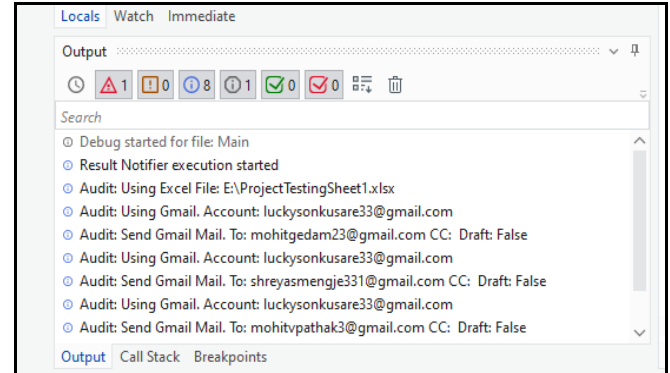 Locals Watch Immediate
Output
1 0 8 1 0 0
Search
Debug started for file: Main
Result Notifier execution started
Audit: Using Excel File: E:\ProjectTestingSheet1.xlsx
Audit: Using Gmail. Account: luckysonkusare33@gmail.com
Audit: Send Gmail Mail. To: mohitgedam23@gmail.com CC:  Draft: False
Audit: Using Gmail. Account: luckysonkusare33@gmail.com
Audit: Send Gmail Mail. To: shreyasmengje331@gmail.com CC:  Draft: False
Audit: Using Gmail. Account: luckysonkusare33@gmail.com
Audit: Send Gmail Mail. To: mohitvpathak3@gmail.com CC:  Draft: False
Output Call Stack Breakpoints